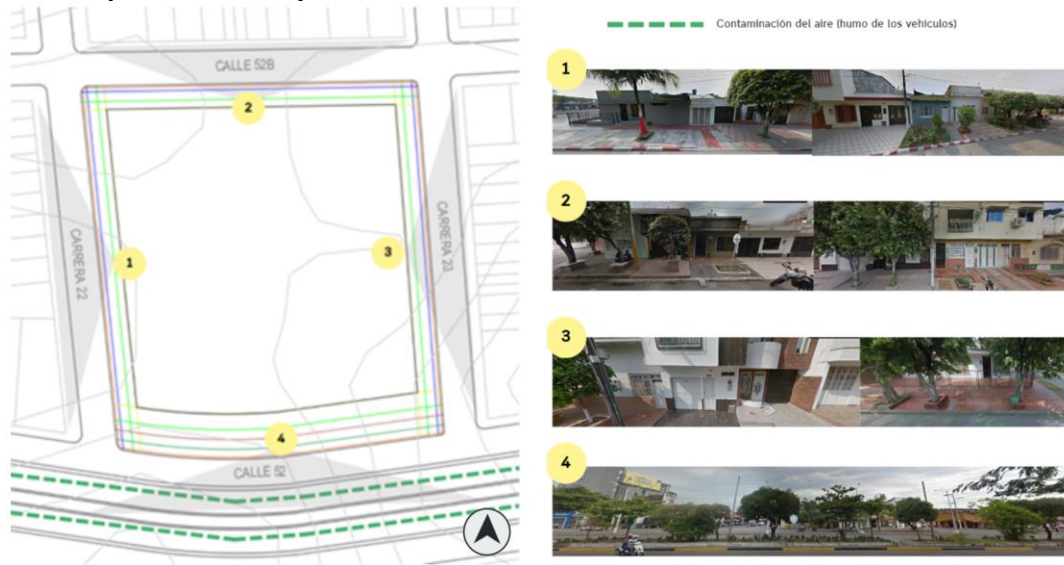 CALLE 52B
2
1
3
CARRERA 22
CARRERA 23
4
CALLE 52
Contaminación del aire (humo de los vehiculos)
1
2
3
4